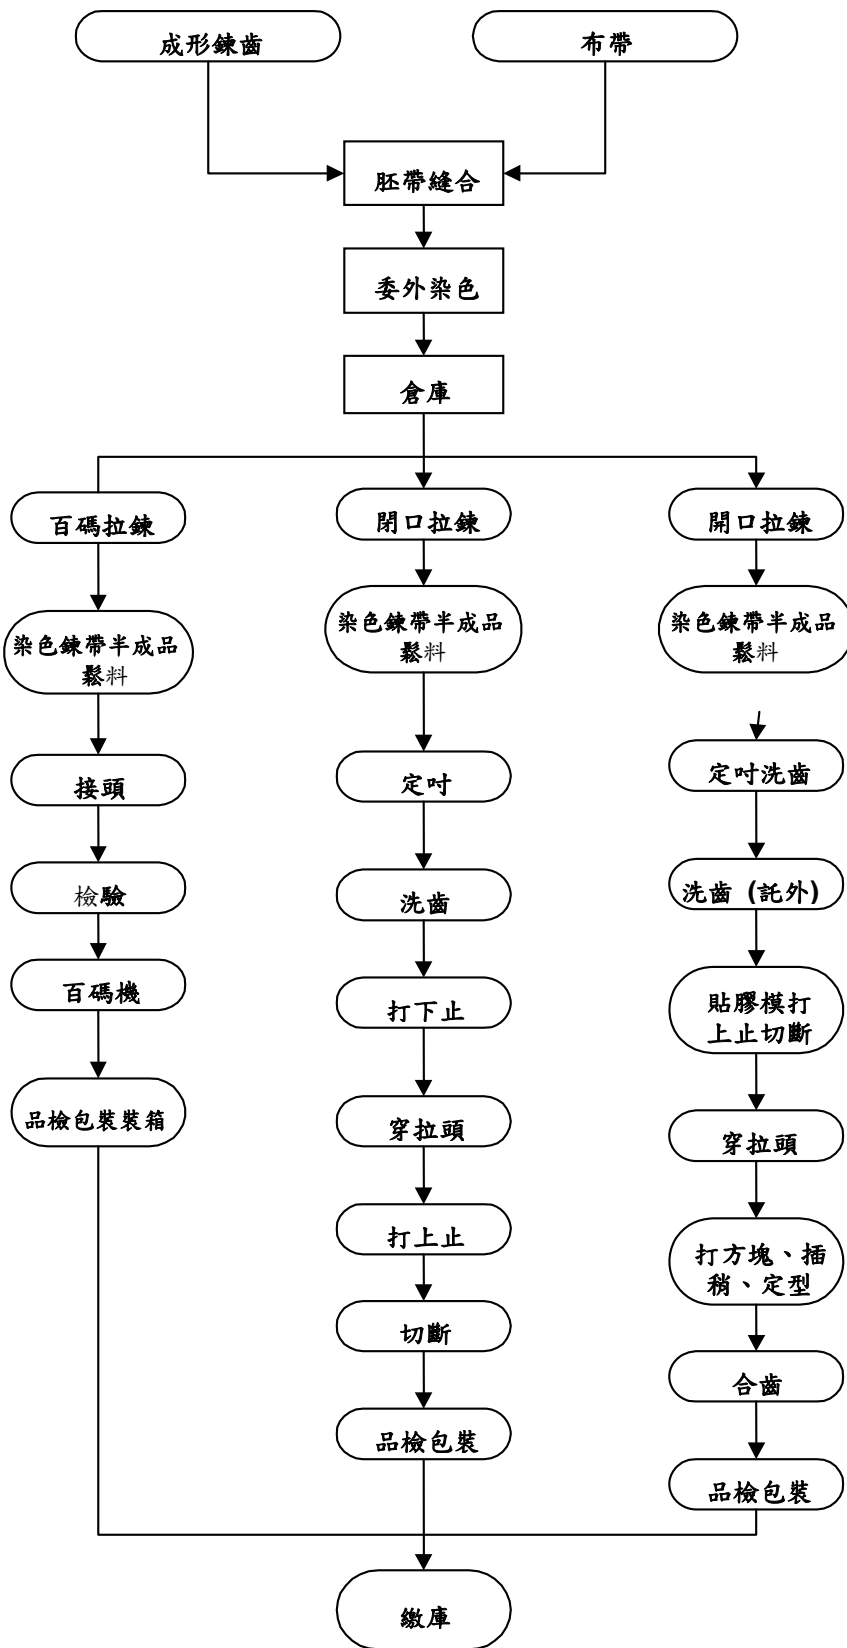 成形鍊齒
布帶
胚帶縫合
委外染色
倉庫
百碼拉鍊
染色鍊帶半成品
鬆料
接頭
檢驗
百碼機
品檢包裝裝箱
閉口拉鍊
染色鍊帶半成品
鬆料
定吋
洗齒
打下止
穿拉頭
打上止
切斷
品檢包裝
開口拉鍊
染色鍊帶半成品
鬆料
定吋洗齒
洗齒 (託外)
貼膠模打
上止切斷
穿拉頭
打方塊、插
稍、定型
合齒
品檢包裝
繳庫